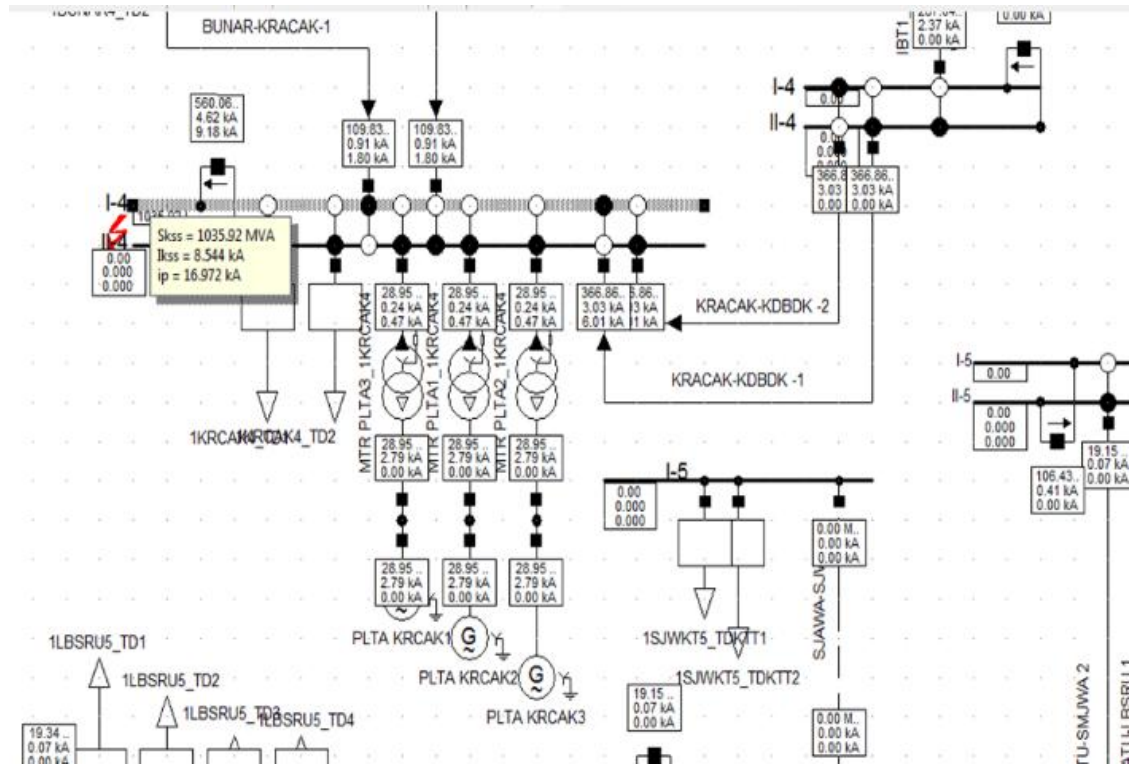 BUNAR-KRACAK-1
IBT1
2.37 kA
0.00 kA
0.00 kA
I-4
0.00
II-4
560.06..
4.62 kA
9.18 kA
109.83..
0.91 kA
1.80 kA
109.83..
0.91 kA
1.80 kA
366.86..
3.03 kA
0.00 kA
I-4
Skss = 1035.92 MVA
Ikss = 8.544 kA
ip = 16.972 kA
0.00
0.000
0.000
28.95 ..
0.24 kA
0.47 kA
28.95 ..
0.24 kA
0.47 kA
28.95 ..
0.24 kA
0.47 kA
366.86..
3.03 kA
6.01 kA
KRACAK-KDBDK -2
KRACAK-KDBDK -1
MTR PLTA3_1KRCAK4
MTR PLTA1_1KRCAK4
MTR PLTA2_1KRCAK4
1KRCAK4_TD1
1KRCAK4_TD2
28.95 ..
2.79 kA
0.00 kA
28.95 ..
2.79 kA
0.00 kA
28.95 ..
2.79 kA
0.00 kA
28.95 ..
2.79 kA
0.00 kA
28.95 ..
2.79 kA
0.00 kA
28.95 ..
2.79 kA
0.00 kA
PLTA KRCAK1
G
PLTA KRCAK2
G
PLTA KRCAK3
I-5
0.00
0.000
0.000
0.00 M..
0.00 kA
0.00 kA
1SJWKT5_TDKTT1
1SJWKT5_TDKTT2
19.15 ..
0.07 kA
0.00 kA
0.00 M..
0.00 kA
0.00 kA
I-5
0.00
II-5
0.00
0.000
0.000
19.15 ..
0.07 kA
0.00 kA
106.43..
0.41 kA
0.00 kA
1LBSRU5_TD1
1LBSRU5_TD2
1LBSRU5_TD3
1LBSRU5_TD4
19.34 ..
0.07 kA
0.00 kA